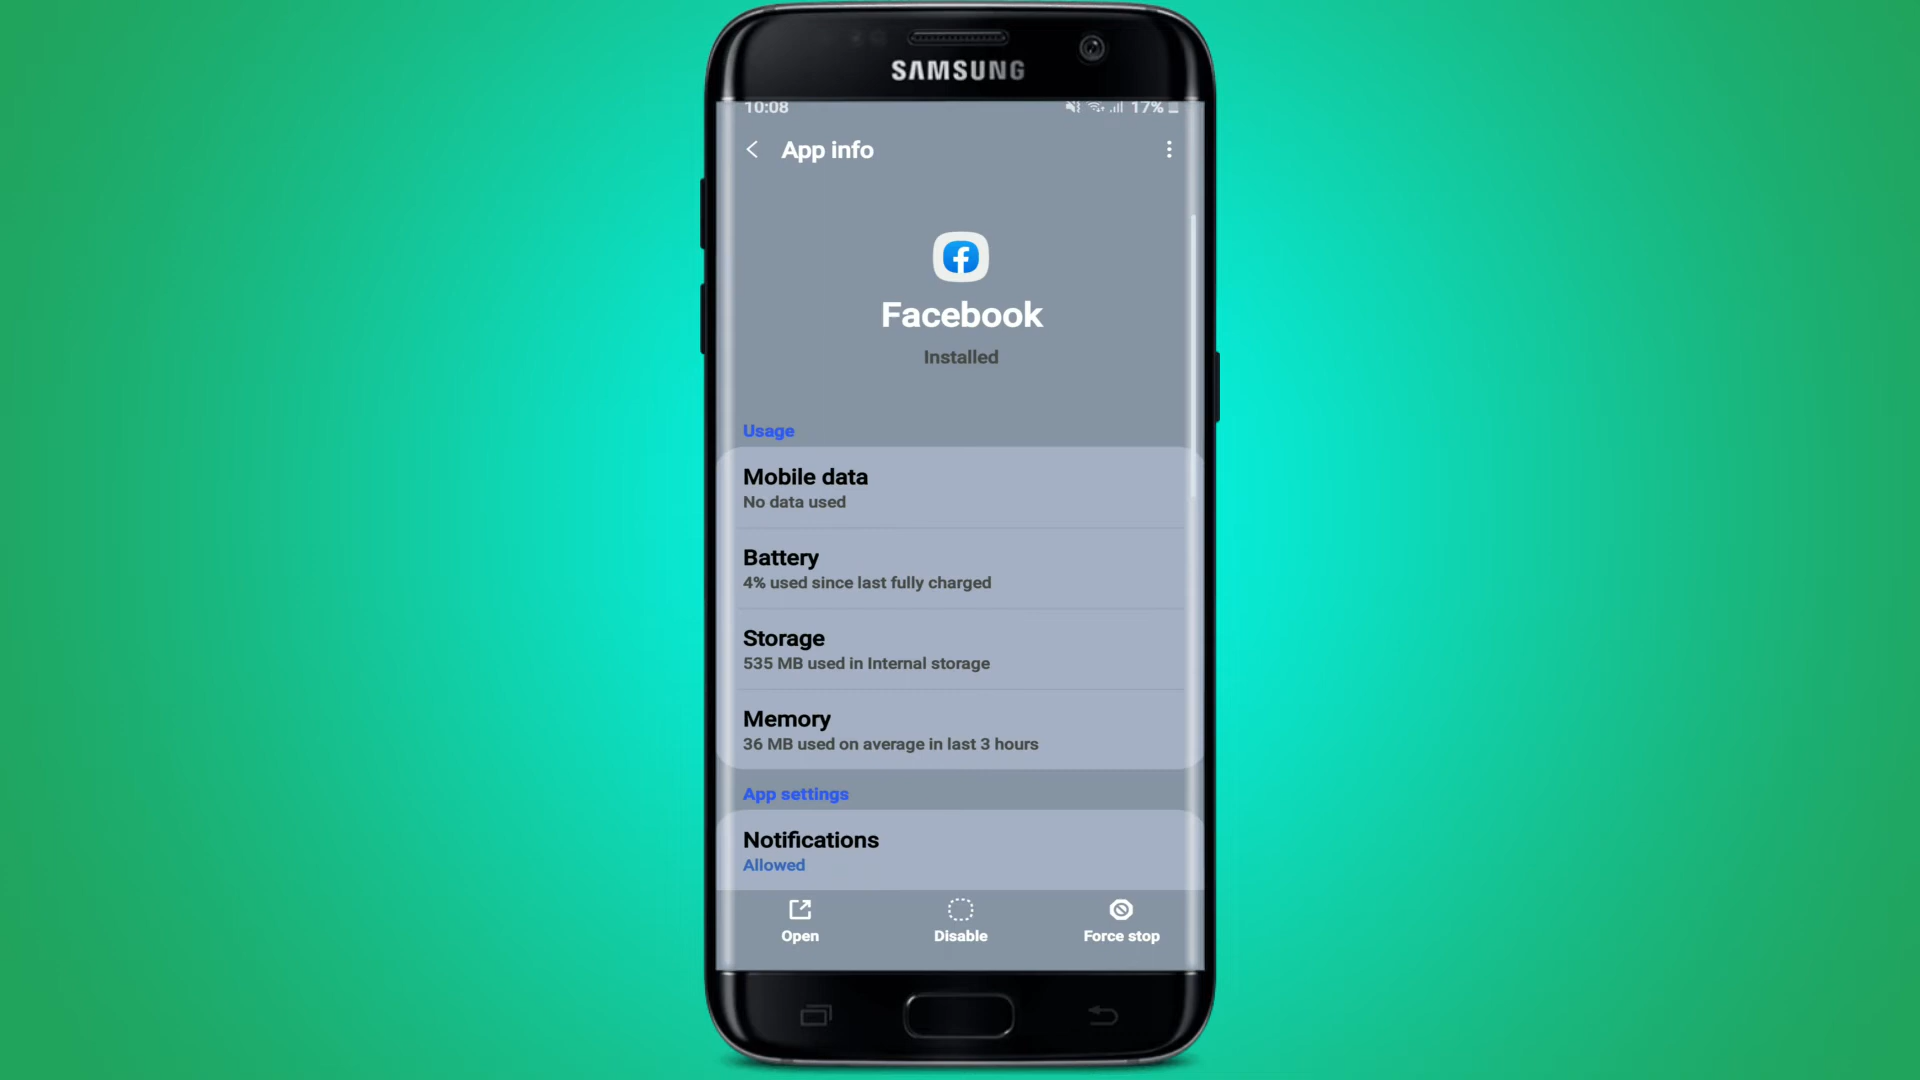 SAMSUNG
10:08 17%
App info
Facebook
Installed
Usage
Mobile data
No data used
Battery
4% used since last fully charged
Storage
535 MB used in Internal storage
Memory
36 MB used on average in last 3 hours
App settings
Notifications
Allowed
Open Disable Force stop